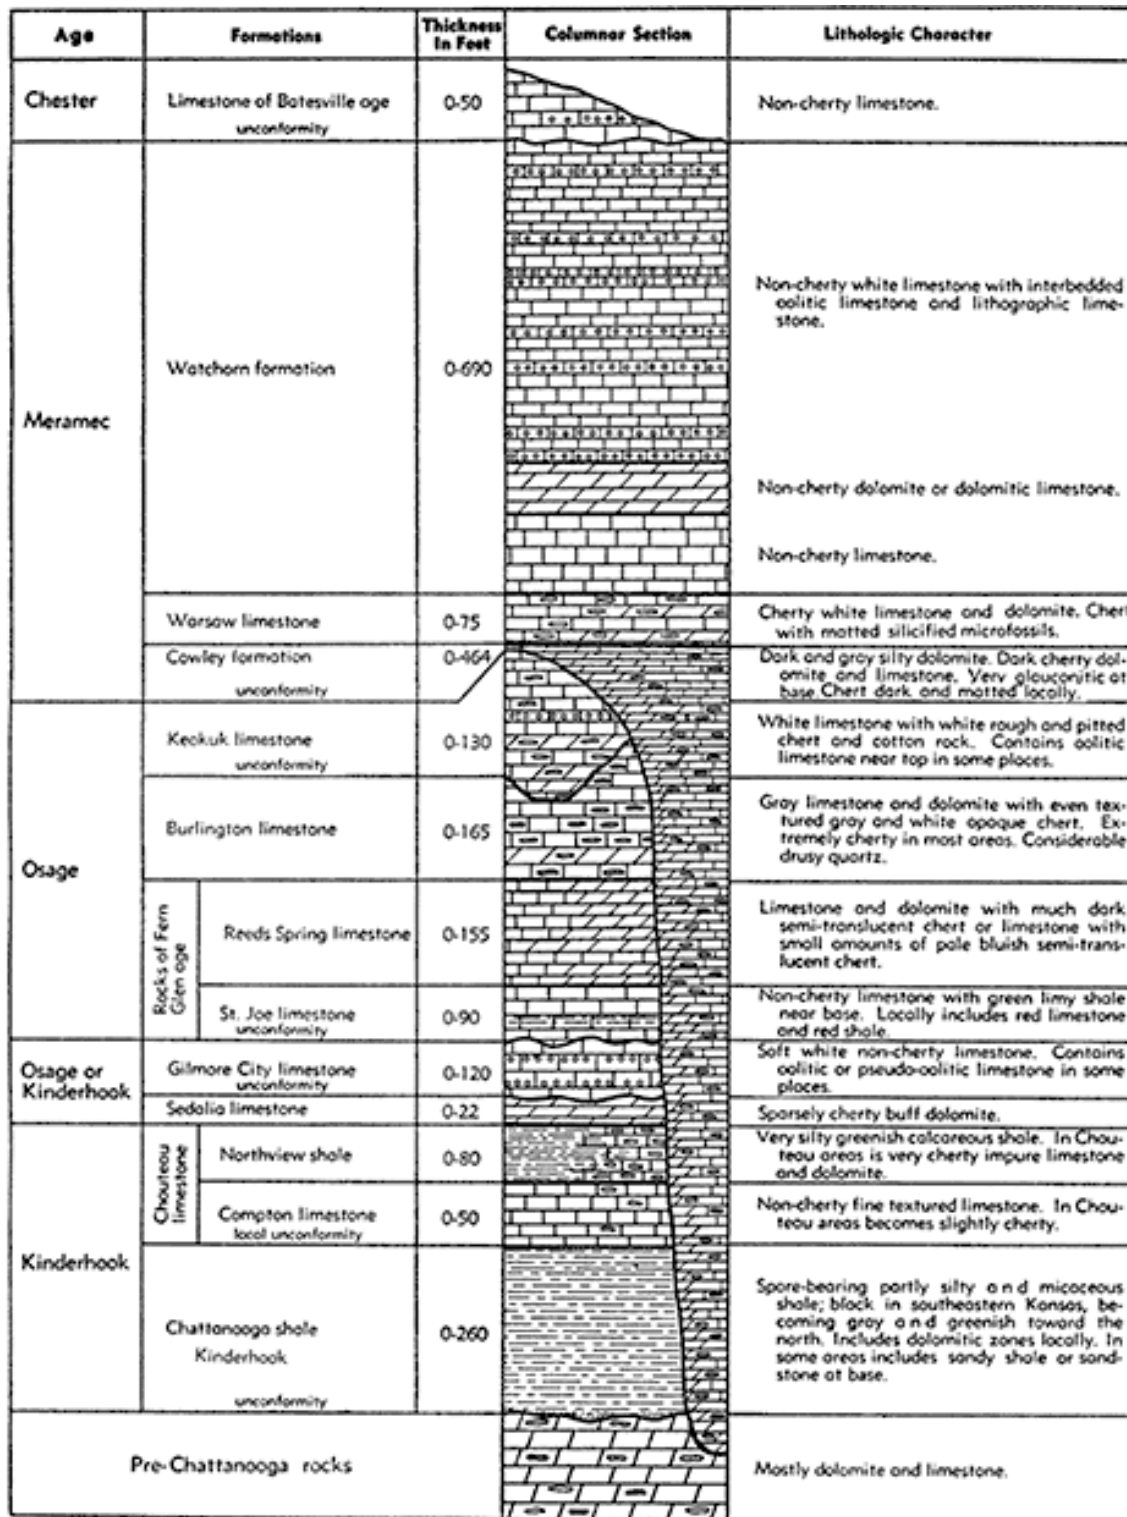 Age
Formations
Thickness
In Feet
Columnar Section
Lithologic Character
Chester
Limestone of Batesville age
unconformity
0-50
Non-cherty limestone.
Meramec
Watchorn formation
0-690
Non-cherty white limestone with interbedded
oolitic limestone and lithographic lime-
stone.
Non-cherty dolomite or dolomitic limestone.
Non-cherty limestone.
Warsaw limestone
0-75
Cherty white limestone and dolomite. Chert
with matted silicified microfossils.
Cowley formation
unconformity
0-464
Dark and gray silty dolomite. Dark cherty dol-
omite and limestone. Very glauconitic at
base. Chert dark and matted locally.
Osage
Keokuk limestone
unconformity
0-130
White limestone with white rough and pitted
chert and cotton rock. Contains oolitic
limestone near top in some places.
Burlington limestone
0-165
Gray limestone and dolomite with even tex-
tured gray and white opaque chert. Ex-
tremely cherty in most areas. Considerable
drusy quartz.
Rocks of Fern
Glen age
Reeds Spring limestone
0-155
Limestone and dolomite with much dark
semi-translucent chert or limestone with
small amounts of pale bluish semi-trans-
lucent chert.
St. Joe limestone
unconformity
0-90
Non-cherty limestone with green limy shale
near base. Locally includes red limestone
and red shale.
Osage or
Kinderhook
Gilmore City limestone
unconformity
0-120
Soft white non-cherty limestone. Contains
oolitic or pseudo-oolitic limestone in some
places.
Sedalia limestone
0-22
Sparsely cherty buff dolomite.
Kinderhook
Chouteau
limestone
Northview shale
0-80
Very silty greenish calcareous shale. In Chou-
teau areas is very cherty impure limestone
and dolomite.
Compton limestone
local unconformity
0-50
Non-cherty fine textured limestone. In Chou-
teau areas becomes slightly cherty.
Chattanooga shale
Kinderhook
unconformity
0-260
Spore-bearing partly silty and micaceous
shale; black in southeastern Kansas, be-
coming gray and greenish toward the
north. Includes dolomitic zones locally. In
some areas includes sandy shale or sand-
stone at base.
Pre-Chattanooga rocks
Mostly dolomite and limestone.